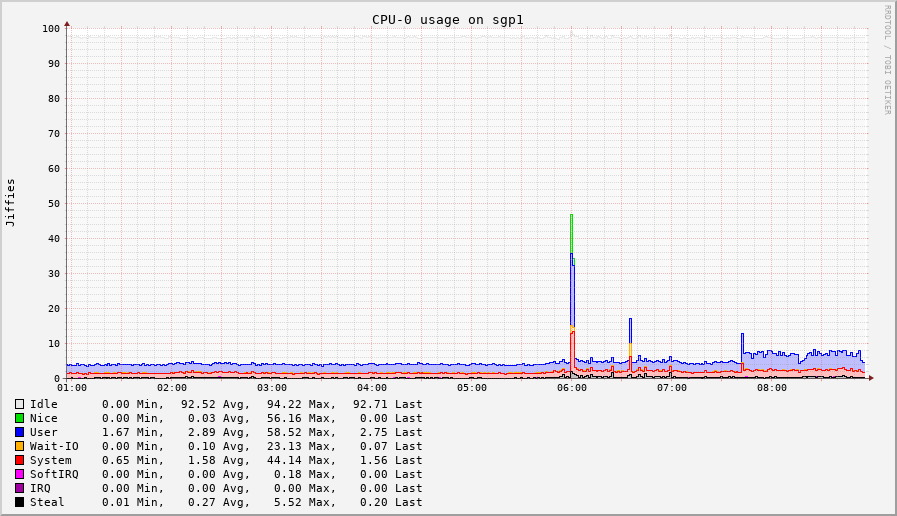 CPU-0 usage on sgp1
RRDTOOL / TOBI OETIKER
Jiffies
100
90
80
70
60
50
40
30
20
10
0
01:00 02:00 03:00 04:00 05:00 06:00 07:00 08:00
Idle 0.00 Min, 92.52 Avg, 94.22 Max, 92.71 Last
Nice 0.00 Min, 0.03 Avg, 56.16 Max, 0.00 Last
User 1.67 Min, 2.89 Avg, 58.52 Max, 2.75 Last
Wait-IO 0.00 Min, 0.10 Avg, 23.13 Max, 0.07 Last
System 0.65 Min, 1.58 Avg, 44.14 Max, 1.56 Last
SoftIRQ 0.00 Min, 0.00 Avg, 0.18 Max, 0.00 Last
IRQ 0.00 Min, 0.00 Avg, 0.00 Max, 0.00 Last
Steal 0.01 Min, 0.27 Avg, 5.52 Max, 0.20 Last